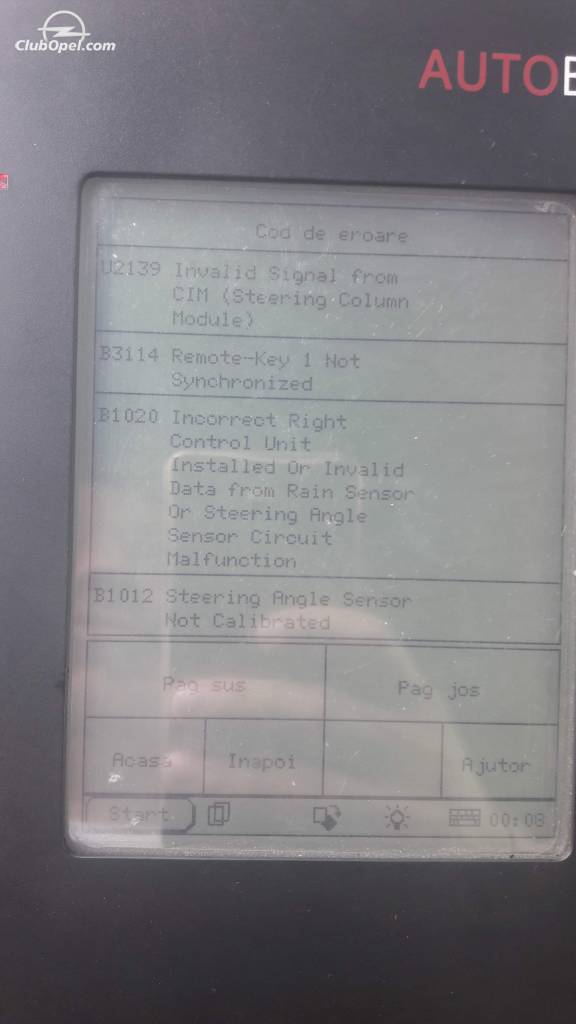 ClubOpel.com
AUTO
Cod de eroare
U2139 Invalid Signal from
CIM (Steering Column
Module)
B3114 Remote-Key 1 Not
Synchronized
B1020 Incorrect Right
Control Unit
Installed Or Invalid
Data from Rain Sensor
Or Steering Angle
Sensor Circuit
Malfunction
B1012 Steering Angle Sensor
Not Calibrated
Pag sus
Pag jos
Acasa
Inapoi
Ajutor
Start
00:08